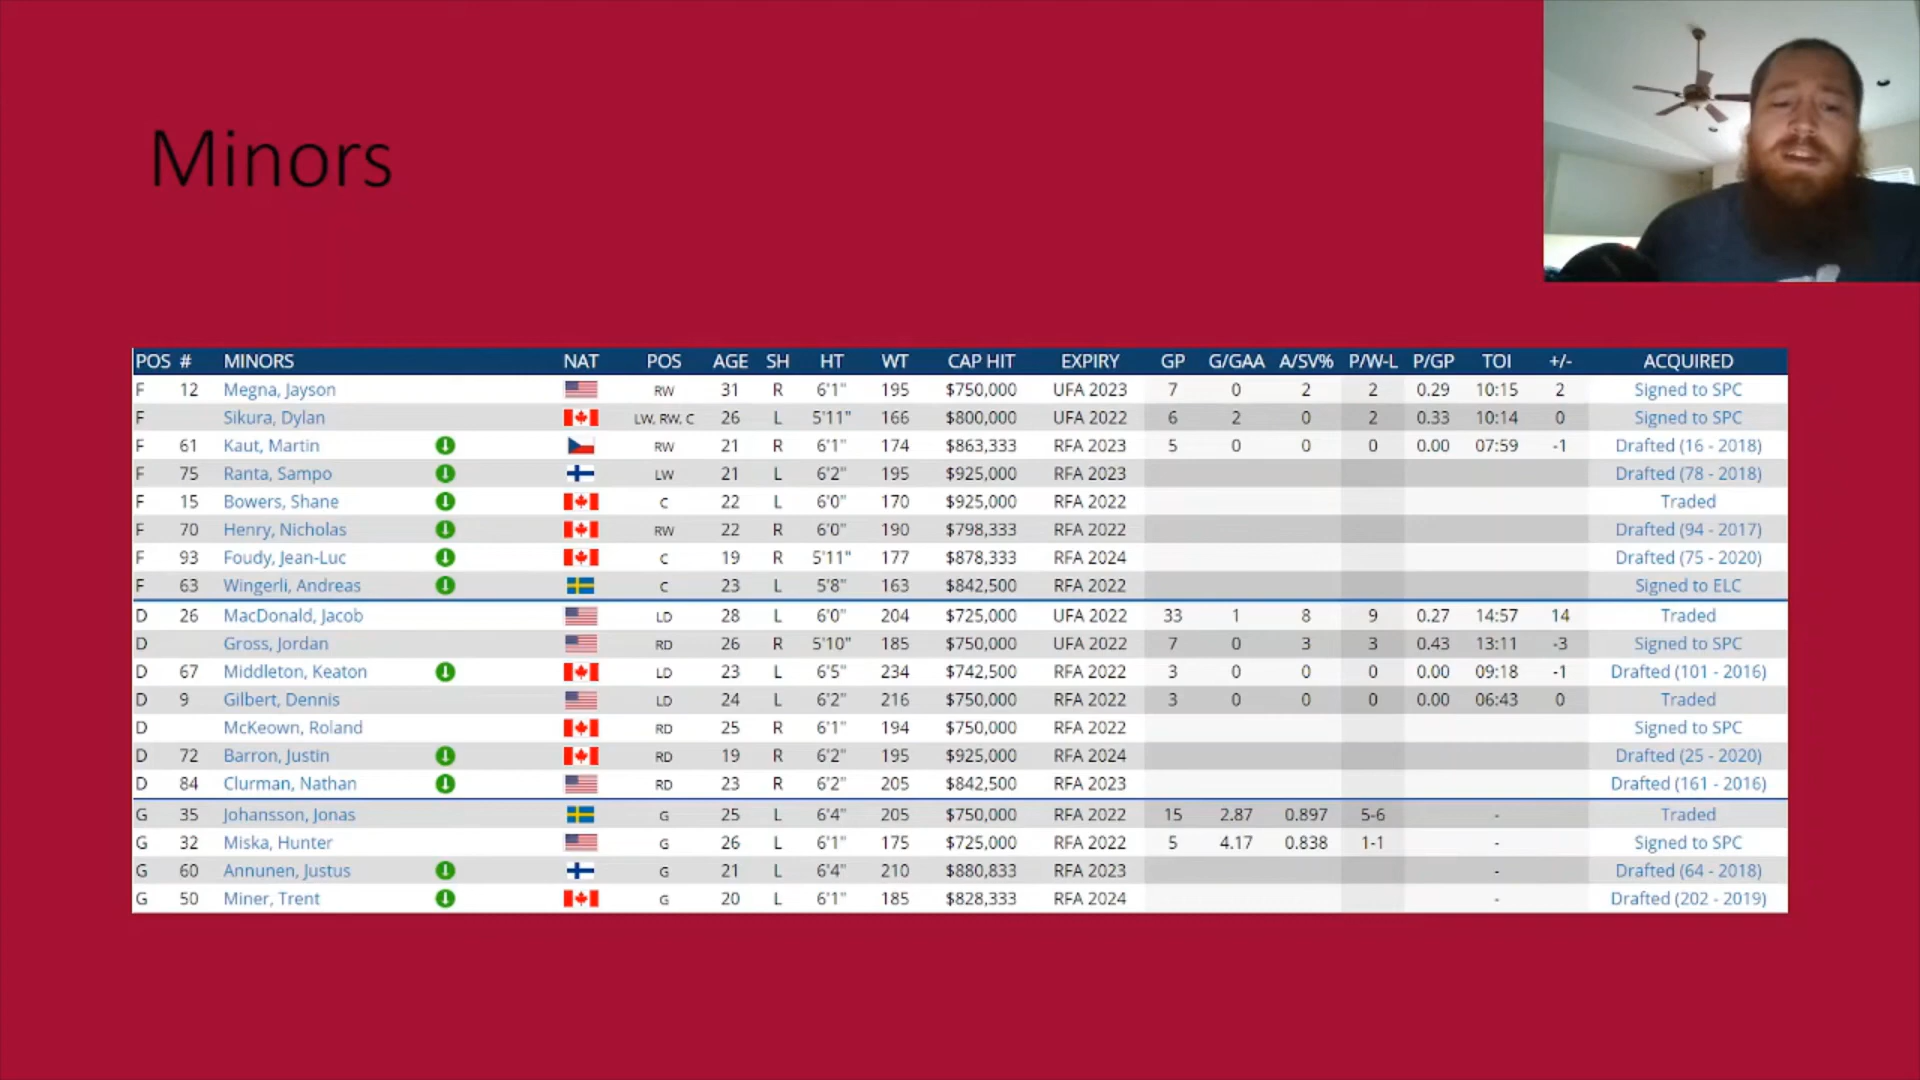 Minors
POS # MINORS NAT POS AGE SH HT WT CAP HIT EXPIRY GP G/GAA A/SV% P/W-L P/GP TOI +/- ACQUIRED
F 12 Megna, Jayson RW 31 R 6'1" 195 $750,000 UFA 2023 7 0 2 2 0.29 10:15 2 Signed to SPC
F Sikura, Dylan LW, RW, C 26 L 5'11" 166 $800,000 UFA 2022 6 2 0 2 0.33 10:14 0 Signed to SPC
F 61 Kaut, Martin RW 21 R 6'1" 174 $863,333 RFA 2023 5 0 0 0 0.00 07:59 -1 Drafted (16 - 2018)
F 75 Ranta, Sampo LW 21 L 6'2" 195 $925,000 RFA 2023 Drafted (78 - 2018)
F 15 Bowers, Shane C 22 L 6'0" 170 $925,000 RFA 2022 Traded
F 70 Henry, Nicholas RW 22 R 6'0" 190 $798,333 RFA 2022 Drafted (94 - 2017)
F 93 Foudy, Jean-Luc C 19 R 5'11" 177 $878,333 RFA 2024 Drafted (75 - 2020)
F 63 Wingerli, Andreas C 23 L 5'8" 163 $842,500 RFA 2022 Signed to ELC
D 26 MacDonald, Jacob LD 28 L 6'0" 204 $725,000 UFA 2022 33 1 8 9 0.27 14:57 14 Traded
D Gross, Jordan RD 26 R 5'10" 185 $750,000 UFA 2022 7 0 3 3 0.43 13:11 -3 Signed to SPC
D 67 Middleton, Keaton LD 23 L 6'5" 234 $742,500 RFA 2022 3 0 0 0 0.00 09:18 -1 Drafted (101 - 2016)
D 9 Gilbert, Dennis LD 24 L 6'2" 216 $750,000 RFA 2022 3 0 0 0 0.00 06:43 0 Traded
D McKeown, Roland RD 25 R 6'1" 194 $750,000 RFA 2022 Signed to SPC
D 72 Barron, Justin RD 19 R 6'2" 195 $925,000 RFA 2024 Drafted (25 - 2020)
D 84 Clurman, Nathan RD 23 R 6'2" 205 $842,500 RFA 2023 Drafted (161 - 2016)
G 35 Johansson, Jonas G 25 L 6'4" 205 $750,000 RFA 2022 15 2.87 0.897 5-6 - Traded
G 32 Miska, Hunter G 26 L 6'1" 175 $725,000 RFA 2022 5 4.17 0.838 1-1 - Signed to SPC
G 60 Annunen, Justus G 21 L 6'4" 210 $880,833 RFA 2023 - Drafted (64 - 2018)
G 50 Miner, Trent G 20 L 6'1" 185 $828,333 RFA 2024 - Drafted (202 - 2019)